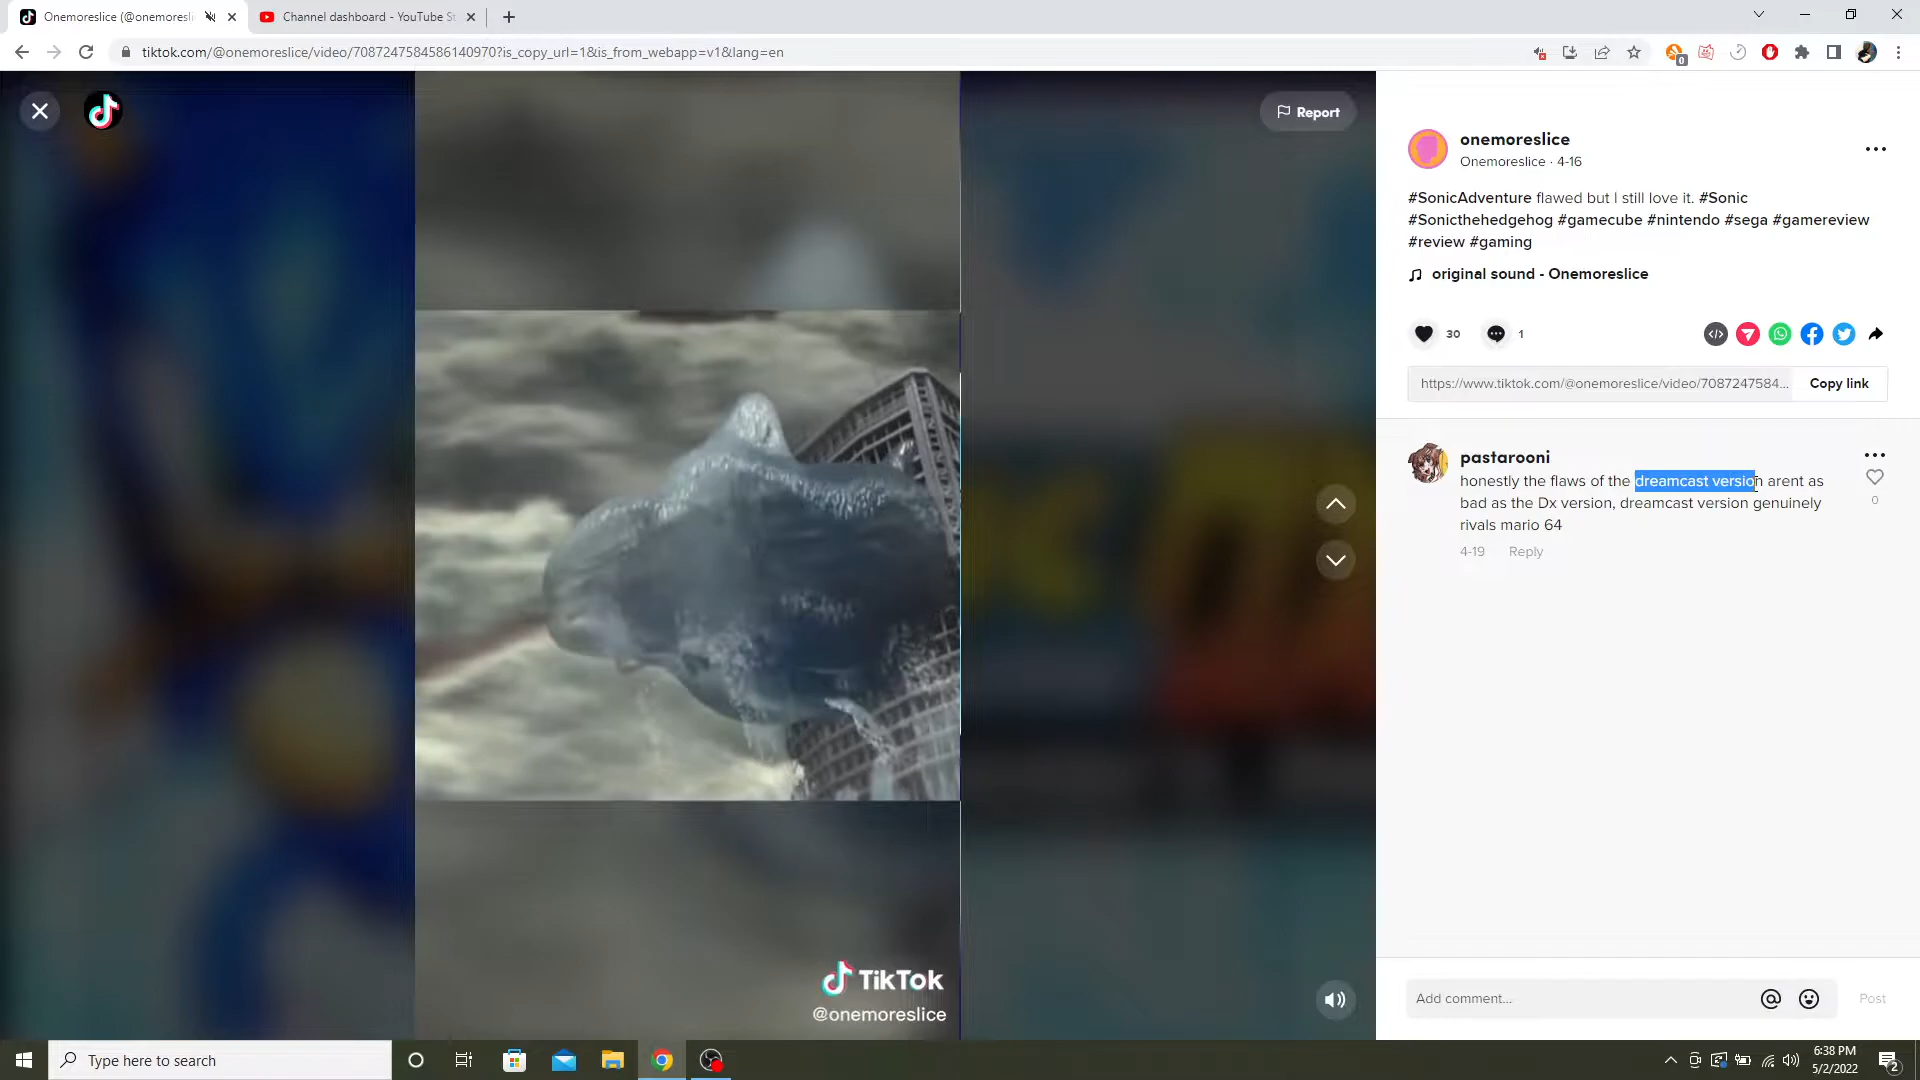 Onemoreslice (@onemoresli
Channel dashboard - YouTube St
tiktok.com/@onemoreslice/video/7087247584586140970?is_copy_url=1&is_from_webapp=v1&lang=en
0
Report
onemoreslice
Onemoreslice · 4-16
#SonicAdventure flawed but I still love it. #Sonic
#Sonicthehedgehog #gamecube #nintendo #sega #gamereview
#review #gaming
original sound - Onemoreslice
30
1
https://www.tiktok.com/@onemoreslice/video/7087247584...
Copy link
pastarooni
honestly the flaws of the dreamcast version arent as
bad as the Dx version, dreamcast version genuinely
rivals mario 64
0
4-19 Reply
TikTok
@onemoreslice
Add comment...
Post
Type here to search
6:38 PM
5/2/2022
2